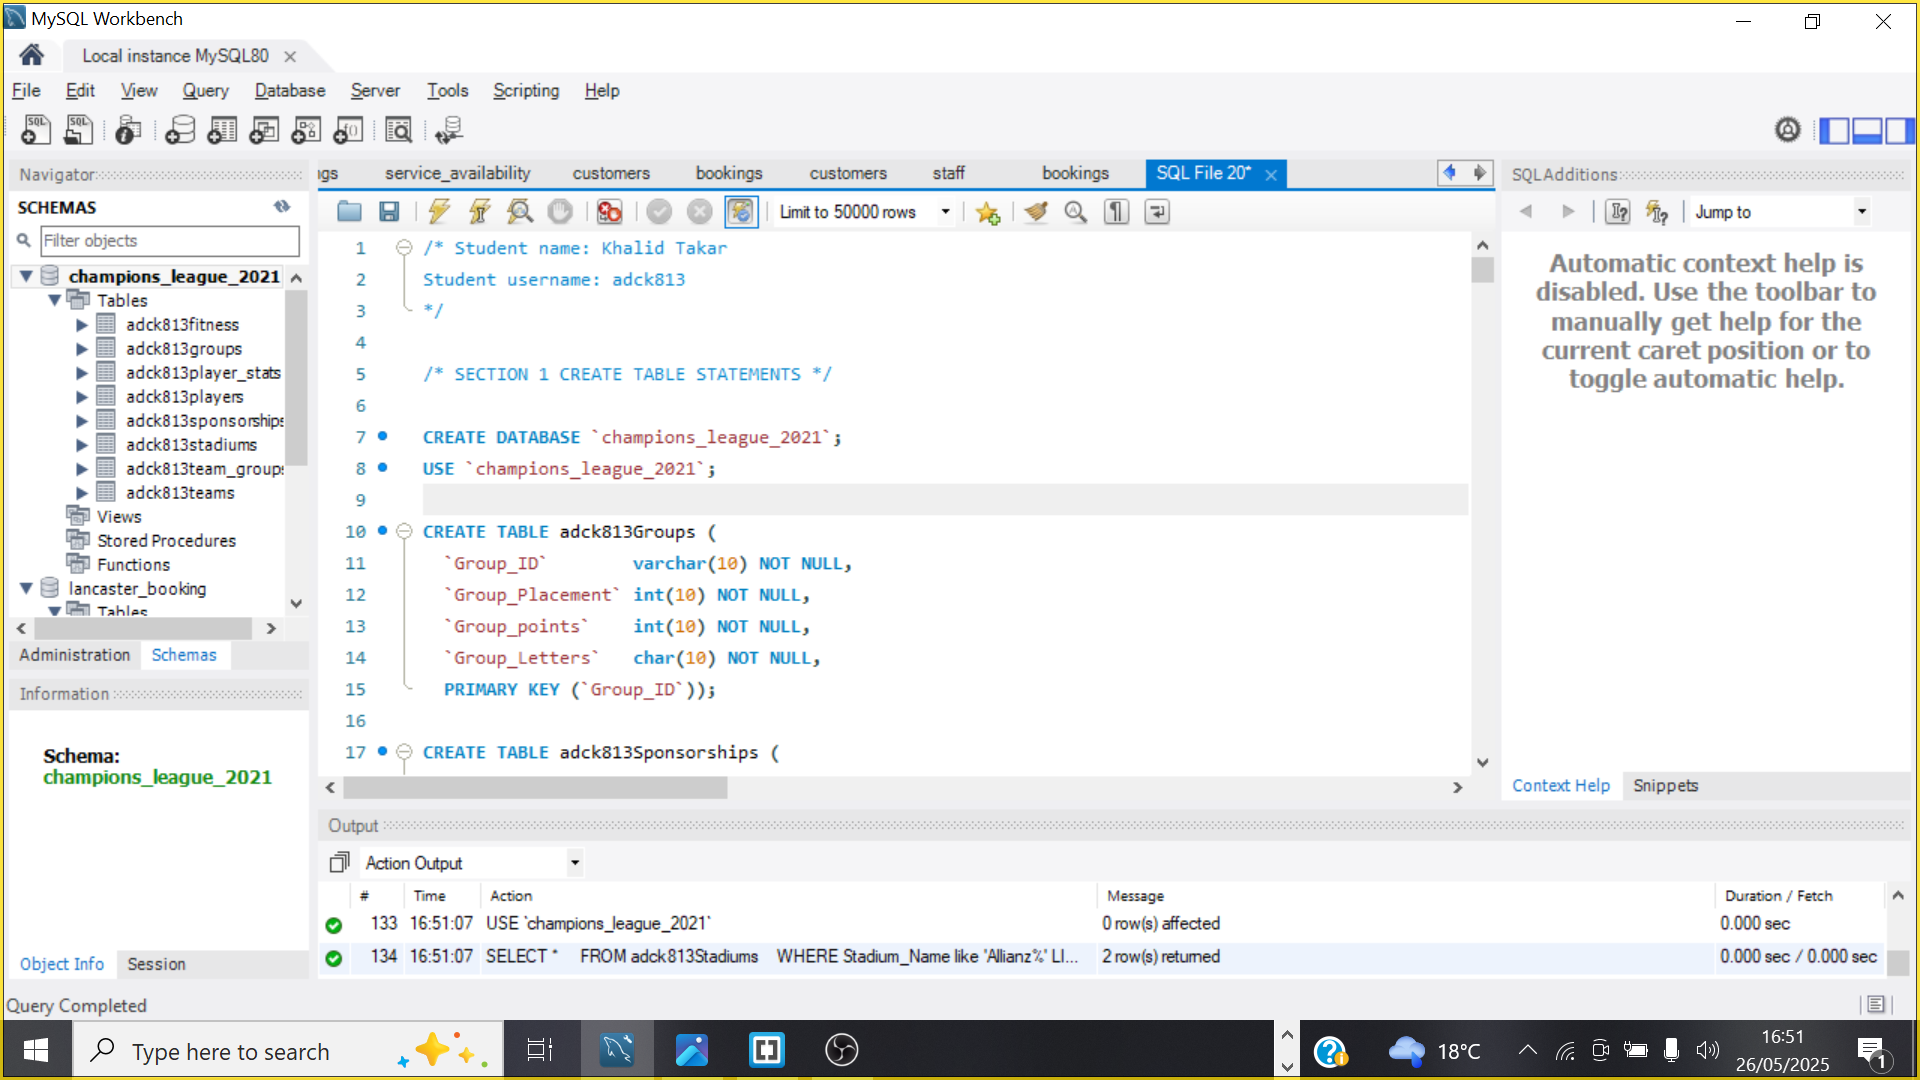 MySQL Workbench
Local instance MySQL80
File Edit View Query Database Server Tools Scripting Help
Navigator
SCHEMAS
Filter objects
champions_league_2021
Tables
adck813fitness
adck813groups
adck813player_stats
adck813players
adck813sponsorships
adck813stadiums
adck813team_groups
adck813teams
Views
Stored Procedures
Functions
lancaster_booking
Tables
Administration Schemas
Information
Schema:
champions_league_2021
Object Info Session
gs service_availability customers bookings customers staff bookings SQL File 20*
Limit to 50000 rows
1 /* Student name: Khalid Takar
2 Student username: adck813
3 */
4
5 /* SECTION 1 CREATE TABLE STATEMENTS */
6
7 CREATE DATABASE `champions_league_2021`;
8 USE `champions_league_2021`;
9
10 CREATE TABLE adck813Groups (
11 `Group_ID` varchar(10) NOT NULL,
12 `Group_Placement` int(10) NOT NULL,
13 `Group_points` int(10) NOT NULL,
14 `Group_Letters` char(10) NOT NULL,
15 PRIMARY KEY (`Group_ID`));
16
17 CREATE TABLE adck813Sponsorships (
SQLAdditions
Jump to
Automatic context help is
disabled. Use the toolbar to
manually get help for the
current caret position or to
toggle automatic help.
Context Help Snippets
Output
Action Output
# Time Action Message Duration / Fetch
133 16:51:07 USE `champions_league_2021` 0 row(s) affected 0.000 sec
134 16:51:07 SELECT * FROM adck813Stadiums WHERE Stadium_Name like 'Allianz%' LI... 2 row(s) returned 0.000 sec / 0.000 sec
Query Completed
Type here to search
18°C
16:51
26/05/2025
1